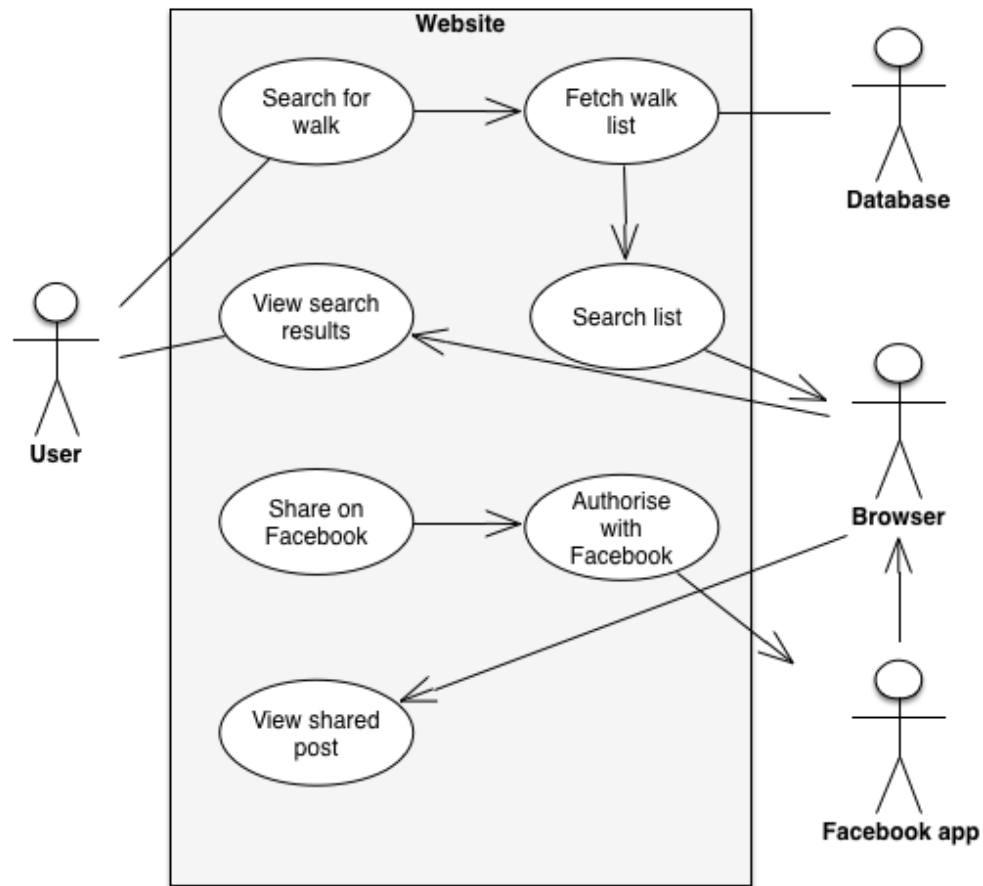 Website
Search for
walk
Fetch walk
list
Database
View search
results
Search list
User
Browser
Share on
Facebook
Authorise
with
Facebook
View shared
post
Facebook app